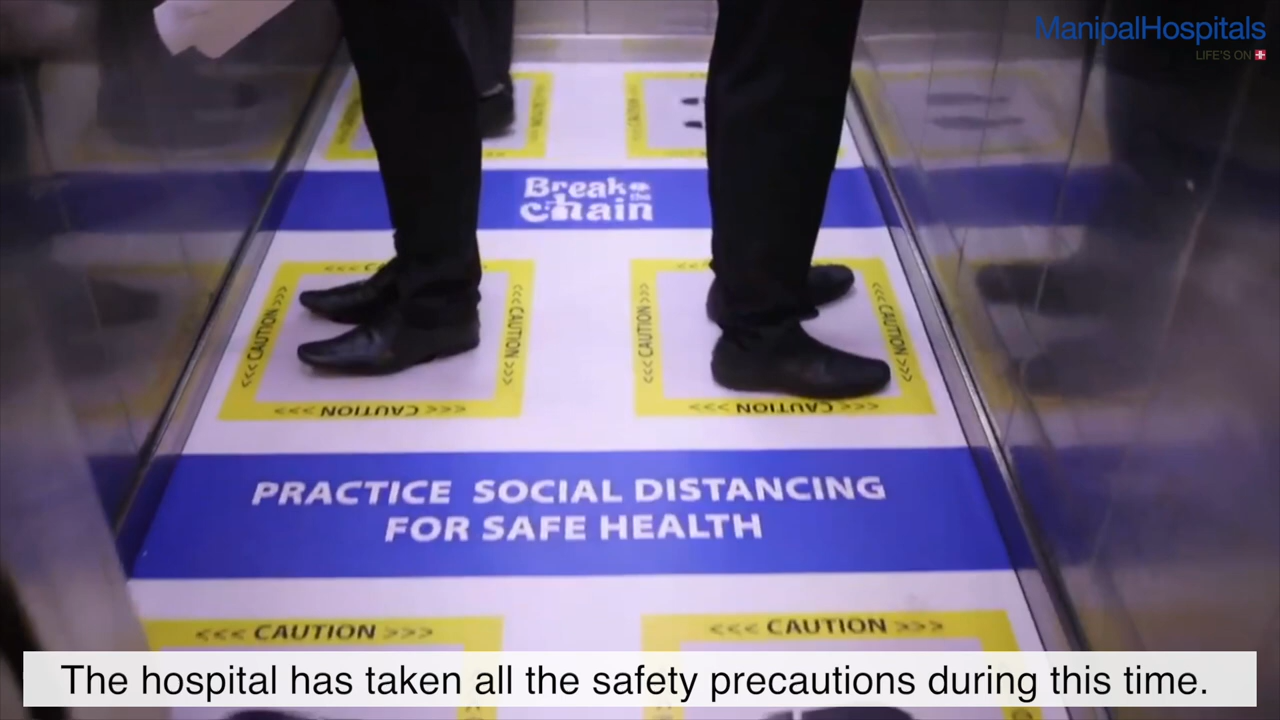 ManipalHospitals
LIFE'S ON
CAUTION
CAUTION
Break the
chain
<<< CA
<<< CAUTION >>>
<<< CAUTION >>>
<<< CAUTION >>>
<<< CAUTION >>>
CAUTION >>>
<<< CAUTION >>>
PRACTICE SOCIAL DISTANCING
FOR SAFE HEALTH
<<< CAUTION >>>
<<< CAUTION >>>
The hospital has taken all the safety precautions during this time.